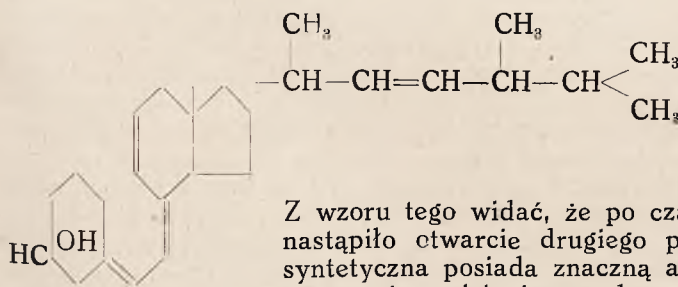 CH₃ CH₃
CH₃
—CH—CH=CH—CH—CH<
CH₃
Z wzoru tego widać, że po
nastąpiło otwarcie drugiego
HC OH
syntetyczna posiada znaczną